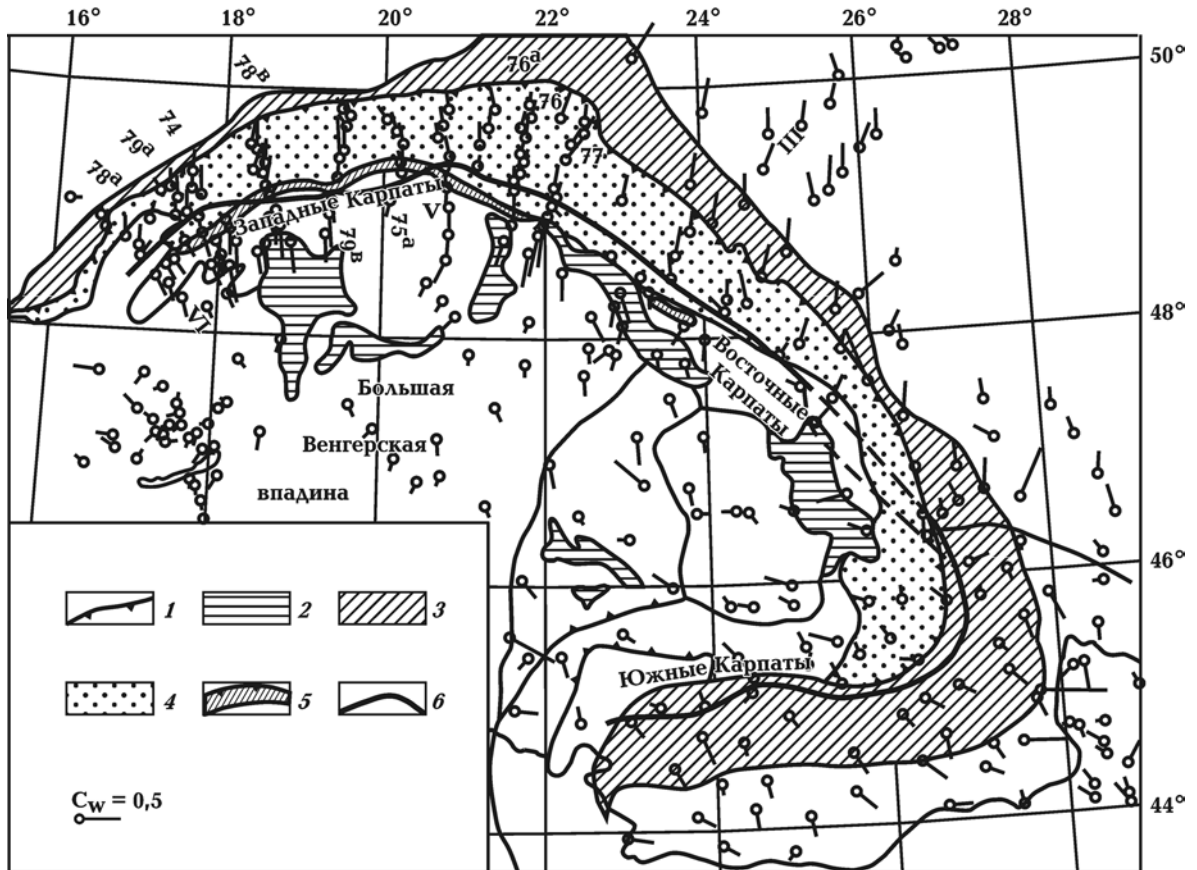 16° 18° 20° 22° 24° 26° 28°
50°
48°
46°
44°
78в
76а
76
74
79а
78а
77
III
Западные Карпаты
V
75а
79в
VI
Восточные
Карпаты
Большая
Венгерская
впадина
Южные Карпаты
1 2 3
4 5 6
Cw = 0,5